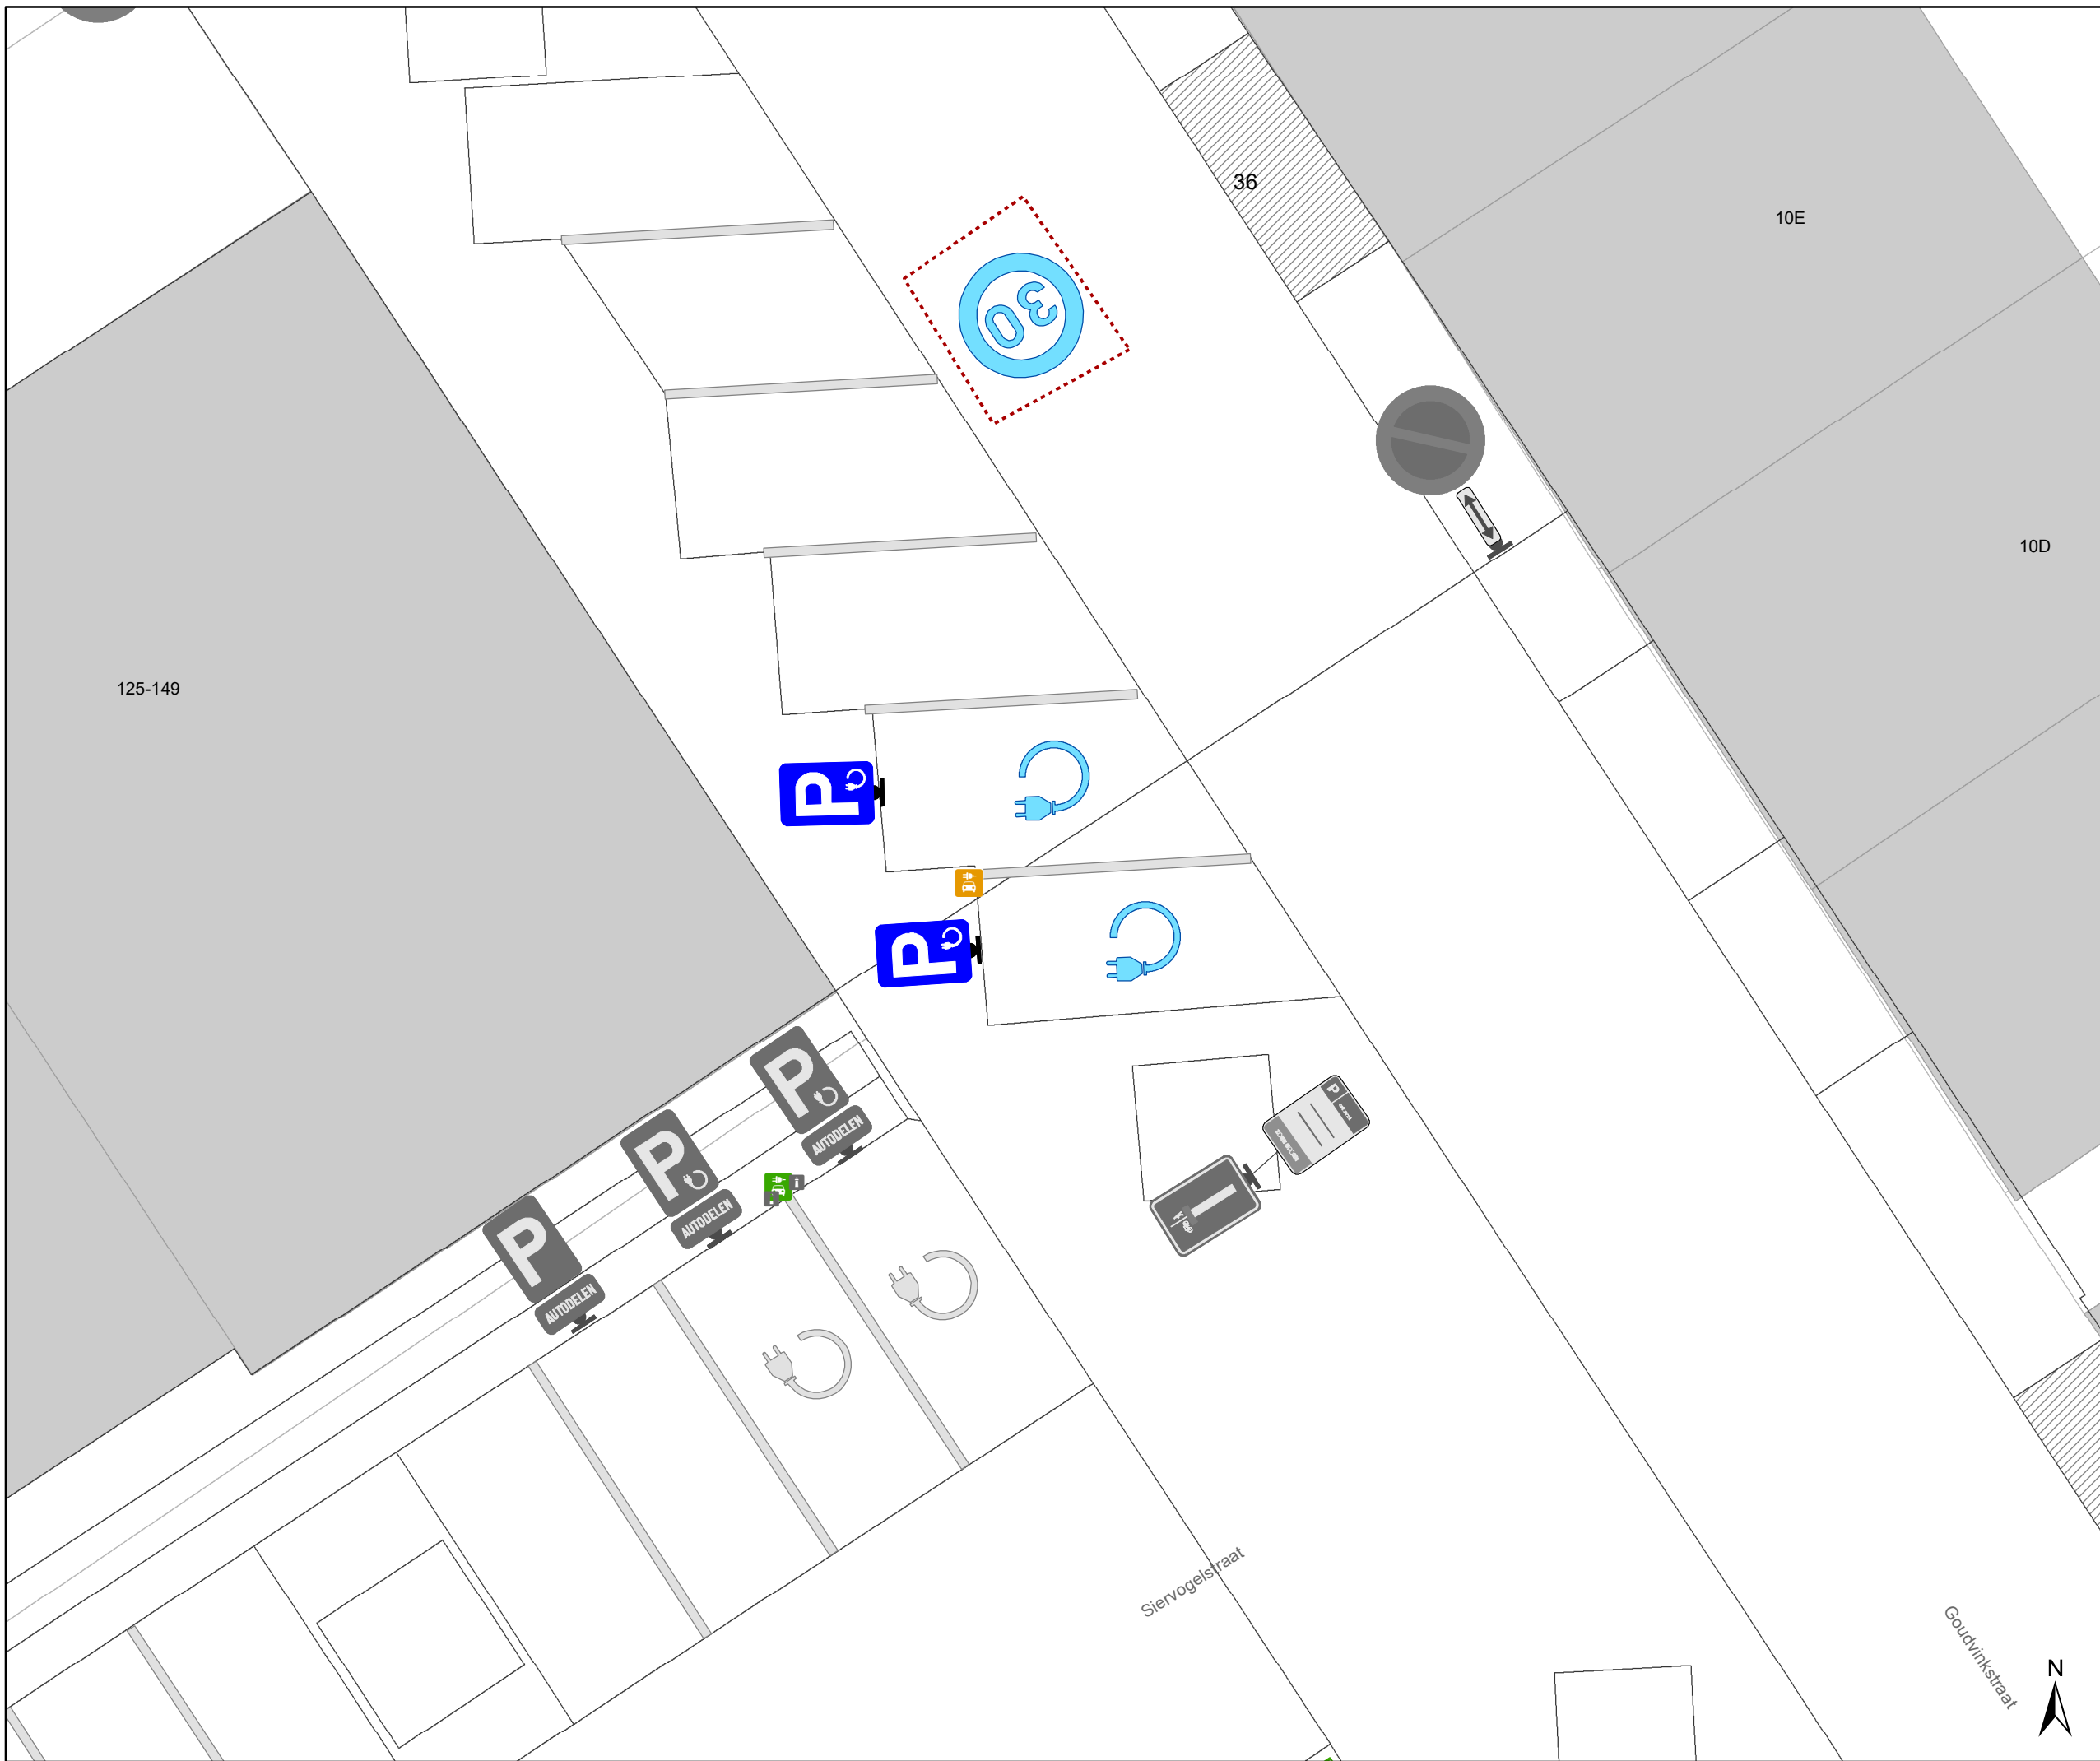 36
10E
30
10D
125-149
P
P
P
AUTODELEN
P
P
AUTODELEN
P
AUTODELEN
Siervogelstraat
Goudvinkstraat
N